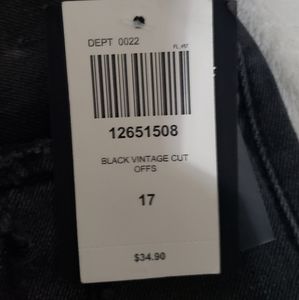 DEPT 0022
12651508
BLACK VINTAGE CUT
OFFS
17
$34.90